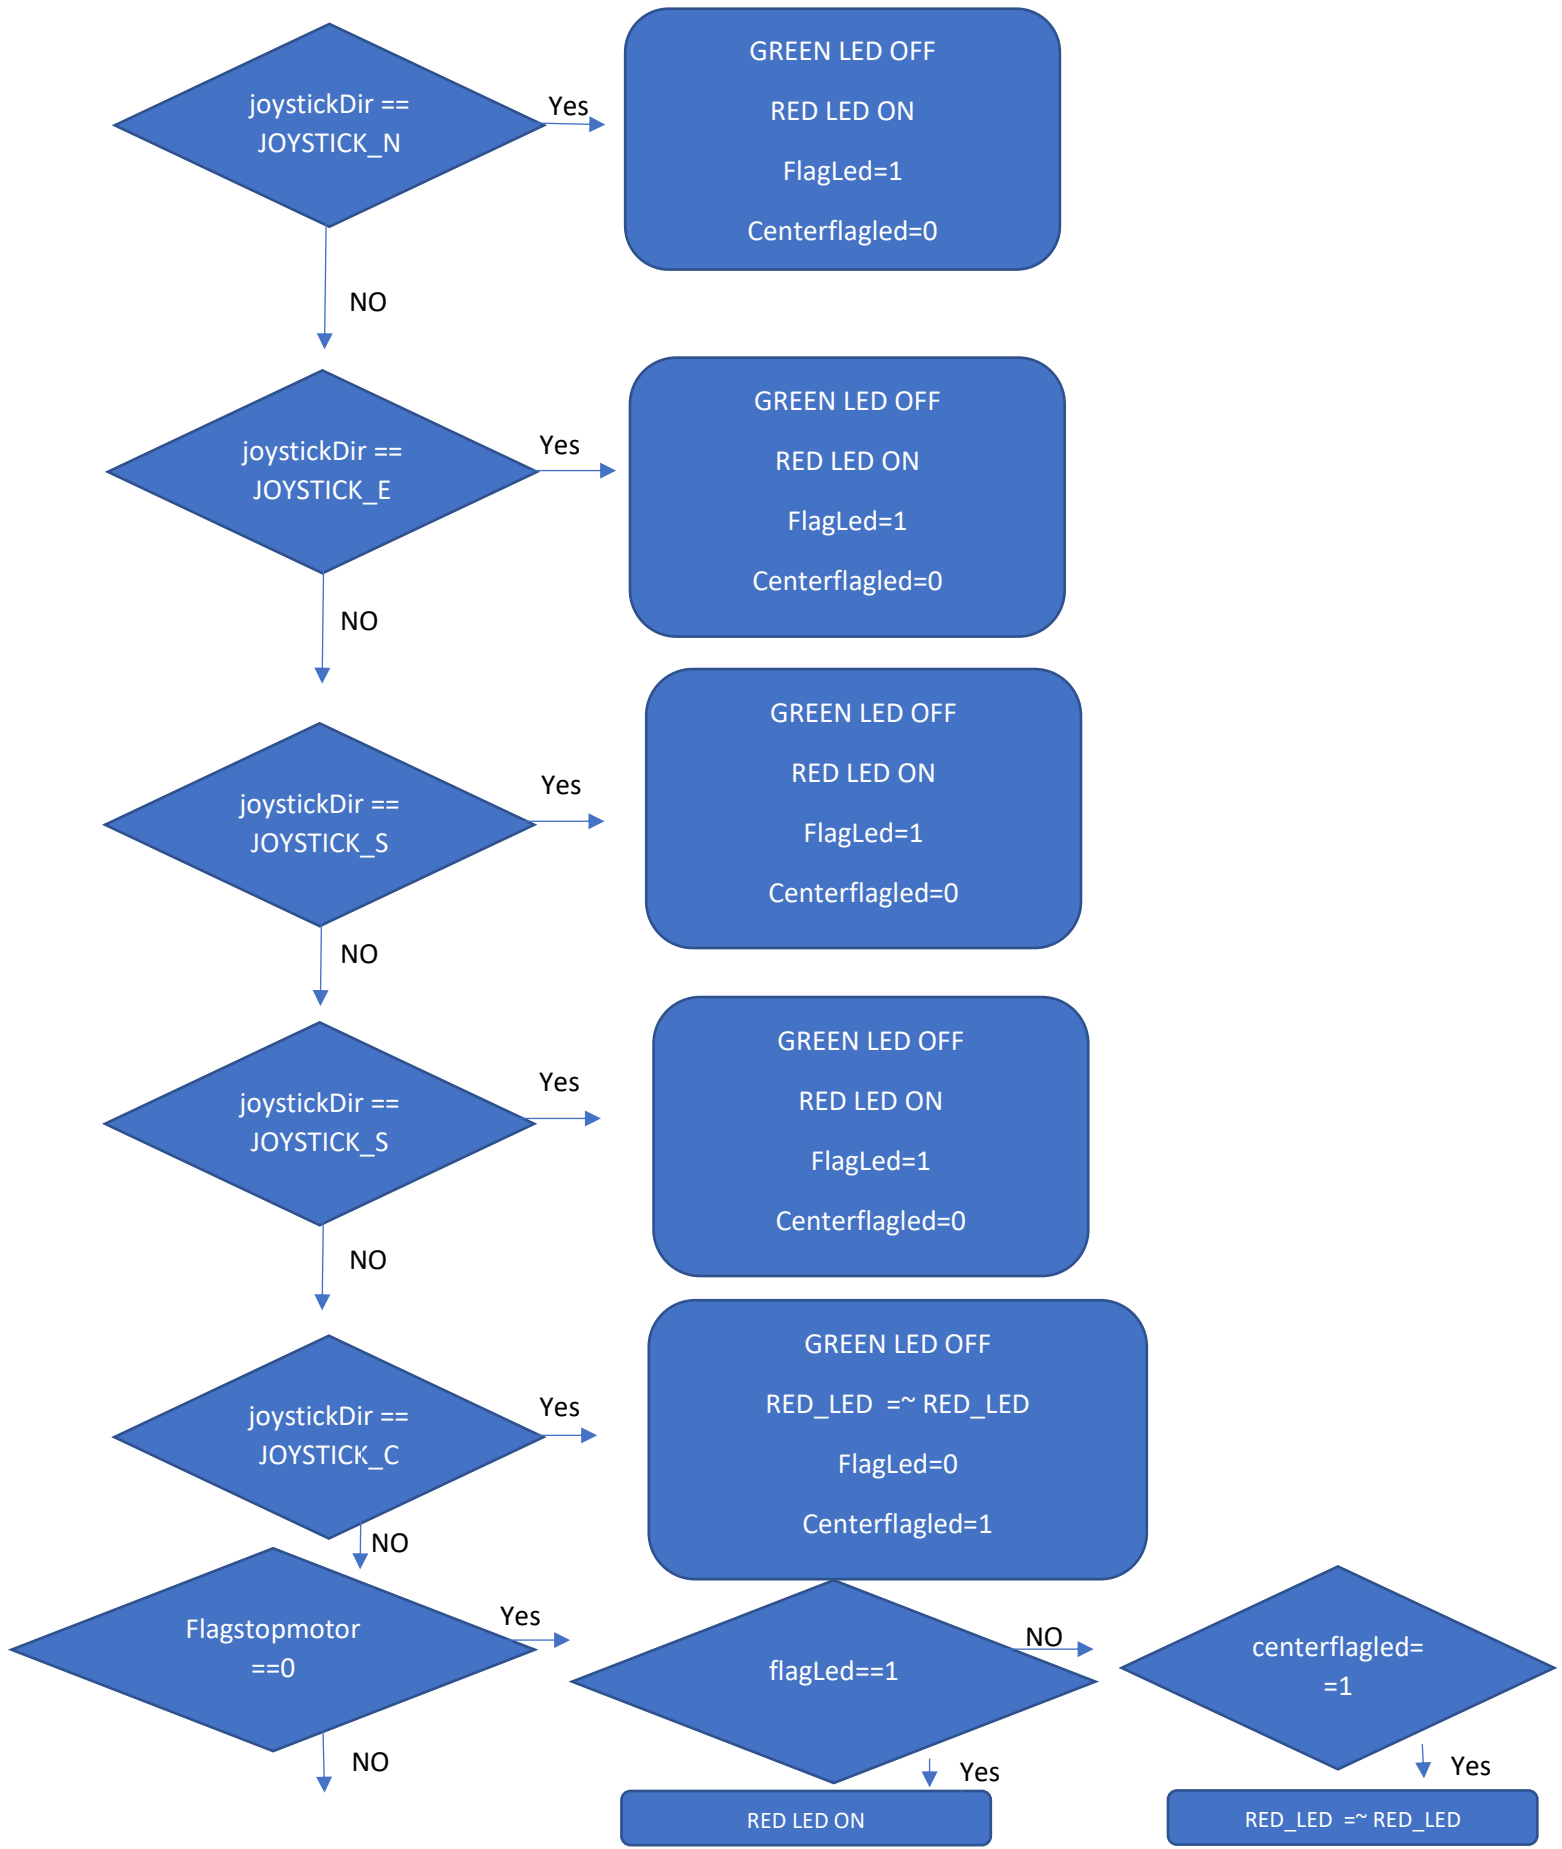 joystickDir ==
JOYSTICK_N
Yes
GREEN LED OFF
RED LED ON
FlagLed=1
Centerflagled=0
NO
joystickDir ==
JOYSTICK_E
Yes
GREEN LED OFF
RED LED ON
FlagLed=1
Centerflagled=0
NO
joystickDir ==
JOYSTICK_S
Yes
GREEN LED OFF
RED LED ON
FlagLed=1
Centerflagled=0
NO
joystickDir ==
JOYSTICK_S
Yes
GREEN LED OFF
RED LED ON
FlagLed=1
Centerflagled=0
NO
joystickDir ==
JOYSTICK_C
Yes
GREEN LED OFF
RED_LED =~ RED_LED
FlagLed=0
Centerflagled=1
NO
Flagstopmotor
==0
Yes
flagLed==1
NO
centerflagled=
=1
NO
Yes
RED LED ON
Yes
RED_LED =~ RED_LED